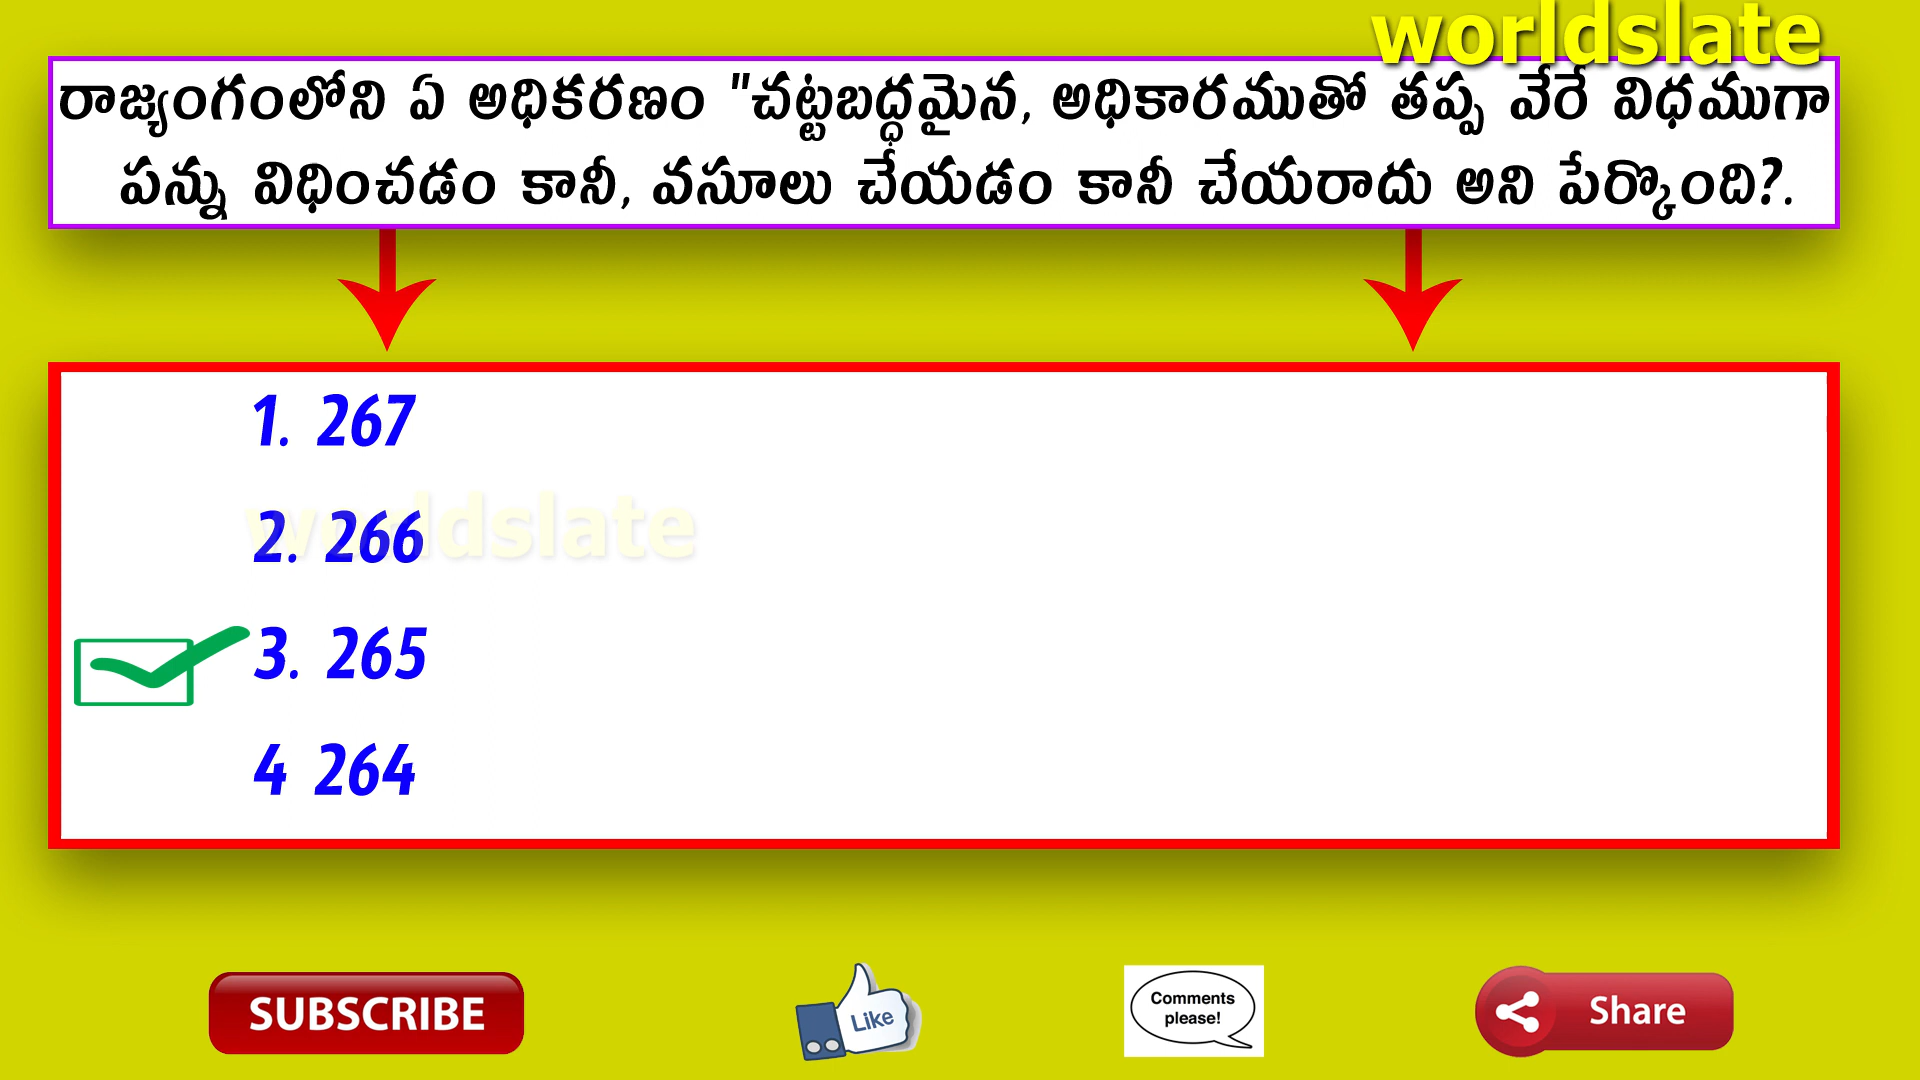 worldslate
రాజ్యంగంలోని ఏ అధికరణం "చట్టబద్ధమైన, అధికారముతో తప్ప వేరే విధముగా
పన్ను విధించడం కానీ, వసూలు చేయడం కానీ చేయరాదు అని పేర్కొంది?.
1. 267
worldslate
2. 266
3. 265
4 264
SUBSCRIBE
Like
Comments
please!
Share